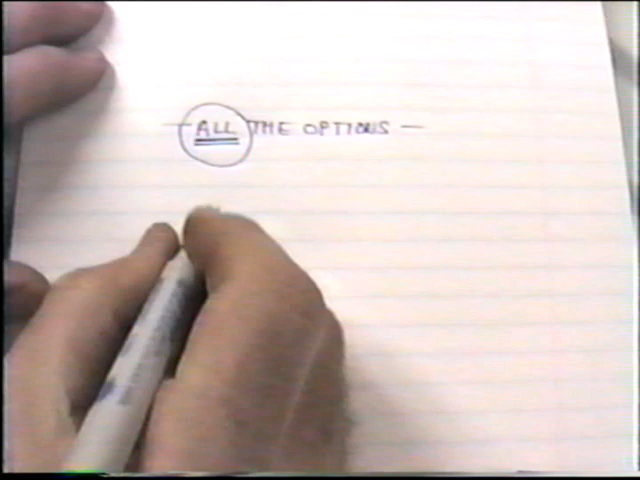 — ALL THE OPTIONS —